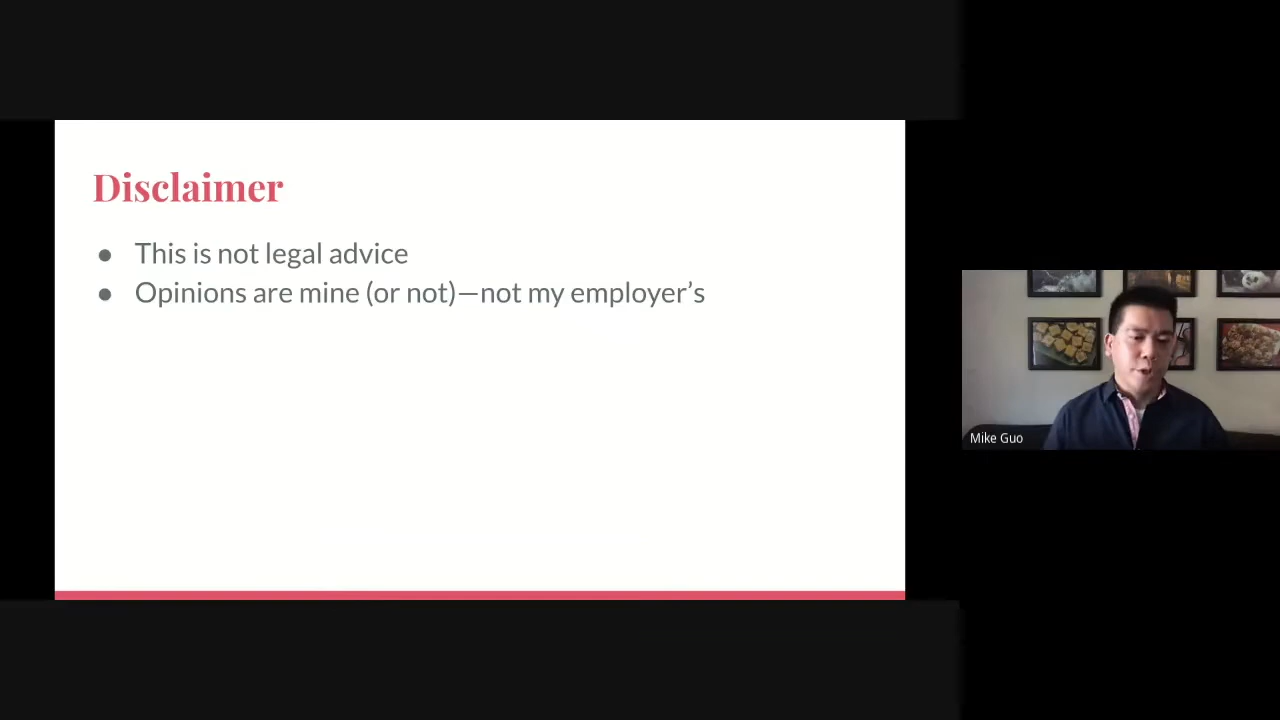 Disclaimer
● This is not legal advice
● Opinions are mine (or not)—not my employer’s
Mike Guo